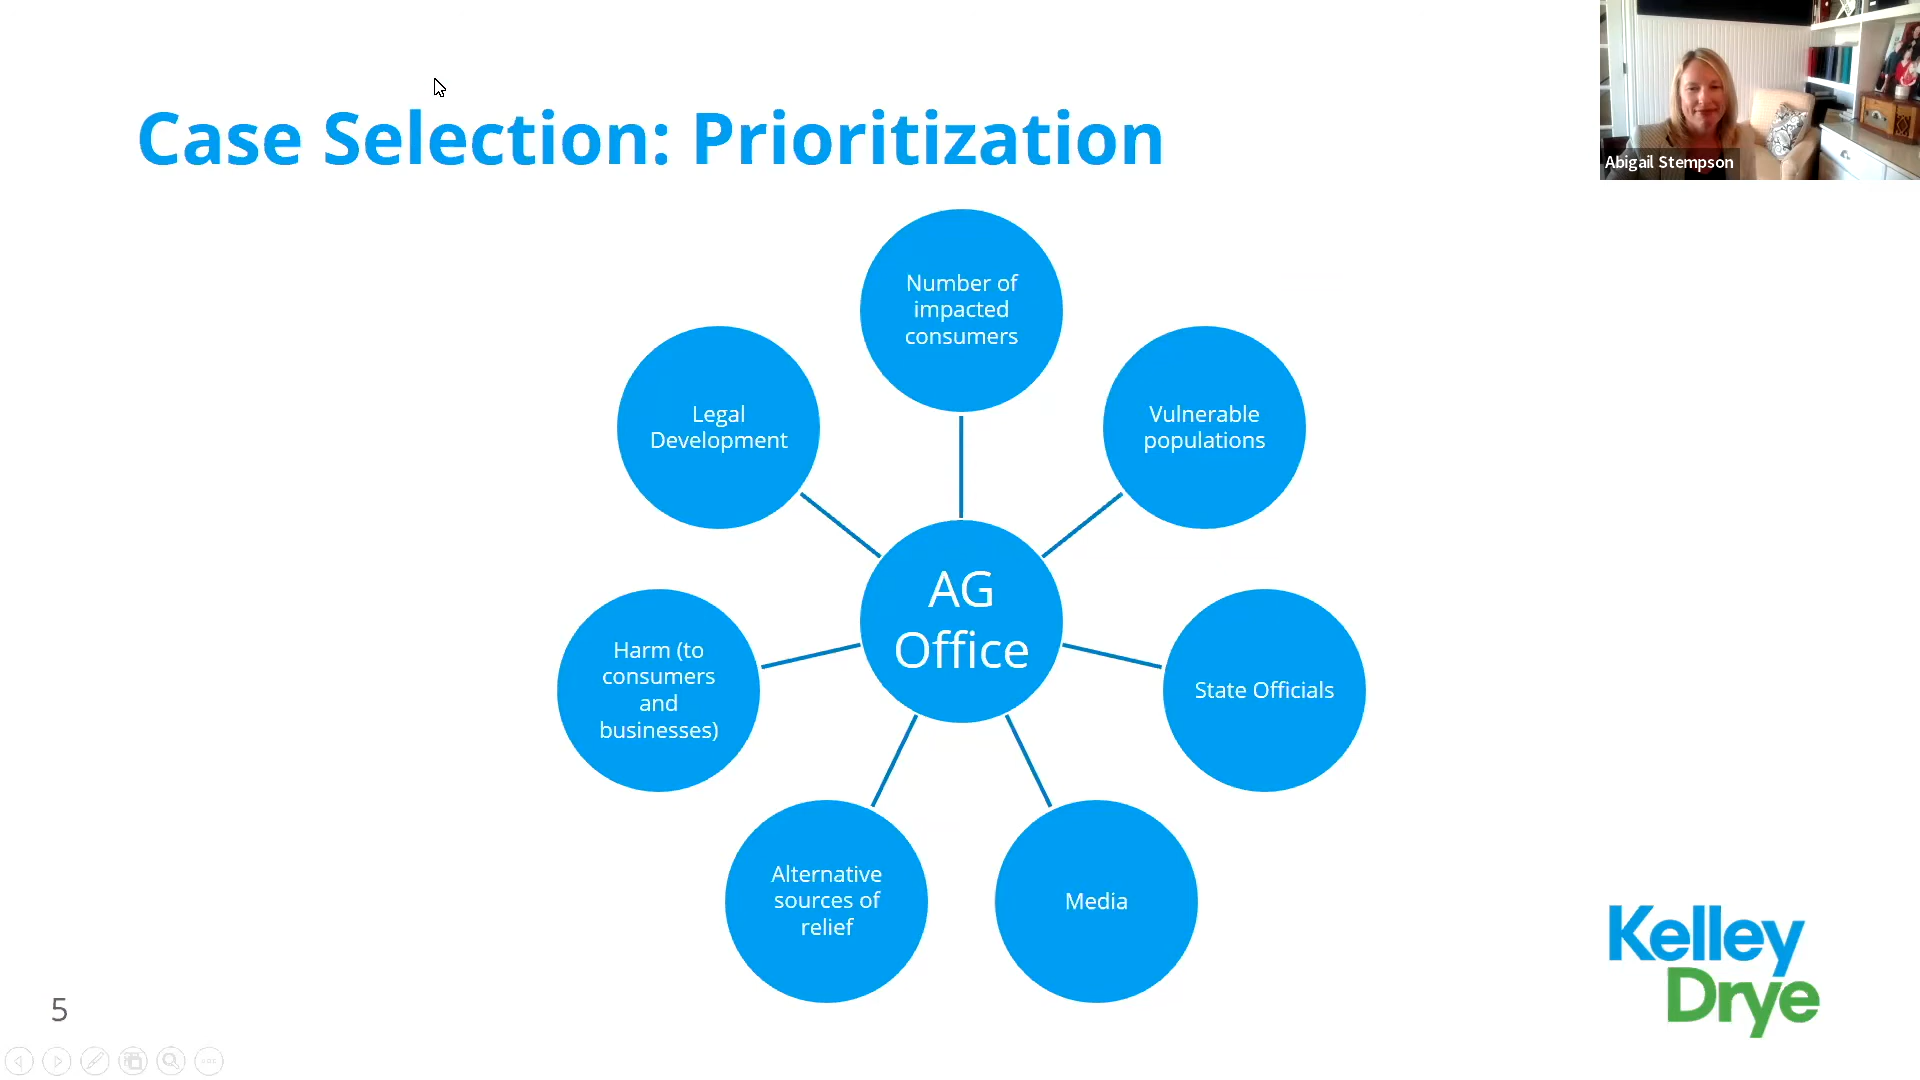 Case Selection: Prioritization
Abigail Stempson
Number of
impacted
consumers
Legal
Development
Vulnerable
populations
AG
Office
Harm (to
consumers
and
businesses)
State Officials
Alternative
sources of
relief
Media
Kelley
Drye
5